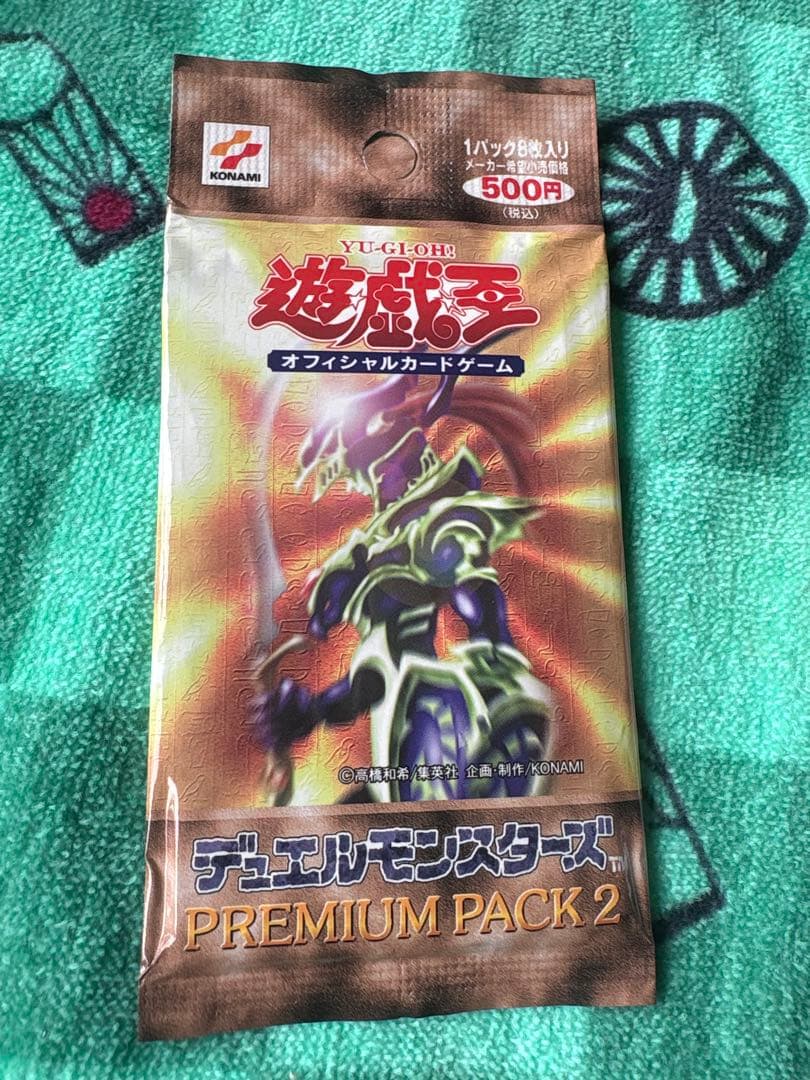 KONAMI
1パック8枚入り
メーカー希望小売価格
500円
(税込)
YU-GI-OH!
遊戯王
オフィシャルカードゲーム
©高橋和希/集英社 企画・制作/KONAMI
デュエルモンスターズ™
PREMIUM PACK 2